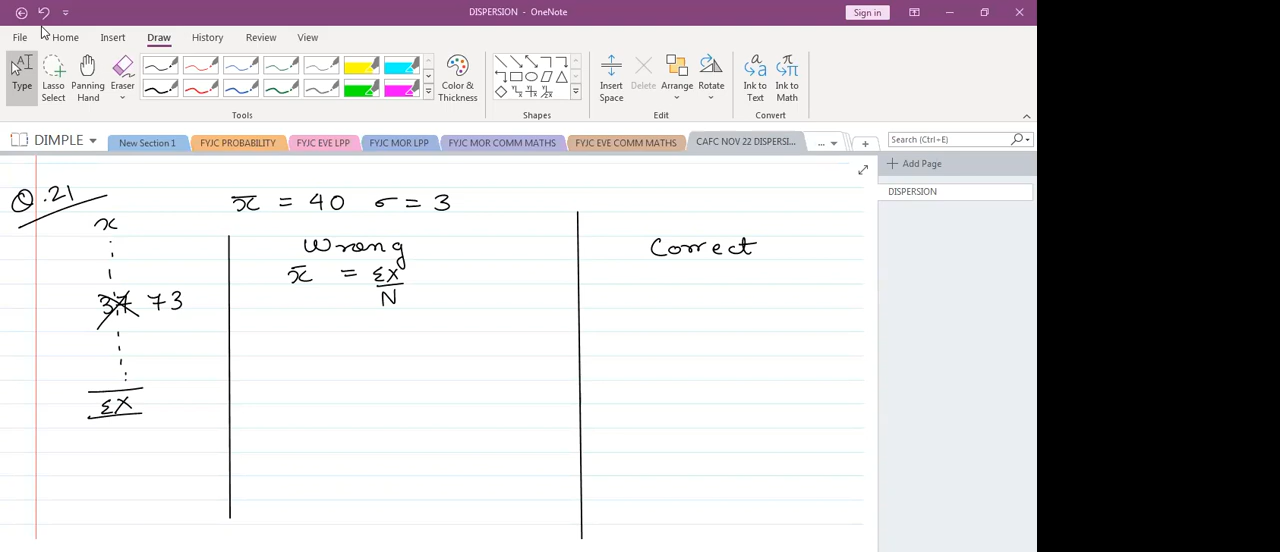 DISPERSION - OneNote
Sign in
File Home Insert Draw History Review View
Type
Lasso Select
Panning Hand
Eraser
Color & Thickness
Insert Space
Delete
Arrange
Rotate
Ink to Text
Ink to Math
Tools
Shapes
Edit
Convert
DIMPLE
New Section 1
FYJC PROBABILITY
FYJC EVE LPP
FYJC MOR LPP
FYJC MOR COMM MATHS
FYJC EVE COMM MATHS
CAFC NOV 22 DISPERSI...
...
Search (Ctrl+E)
Add Page
DISPERSION
Q.21
x̄ = 40 σ = 3
x
37 73
ΣX
Wrong
x̄ = ΣX
N
Correct